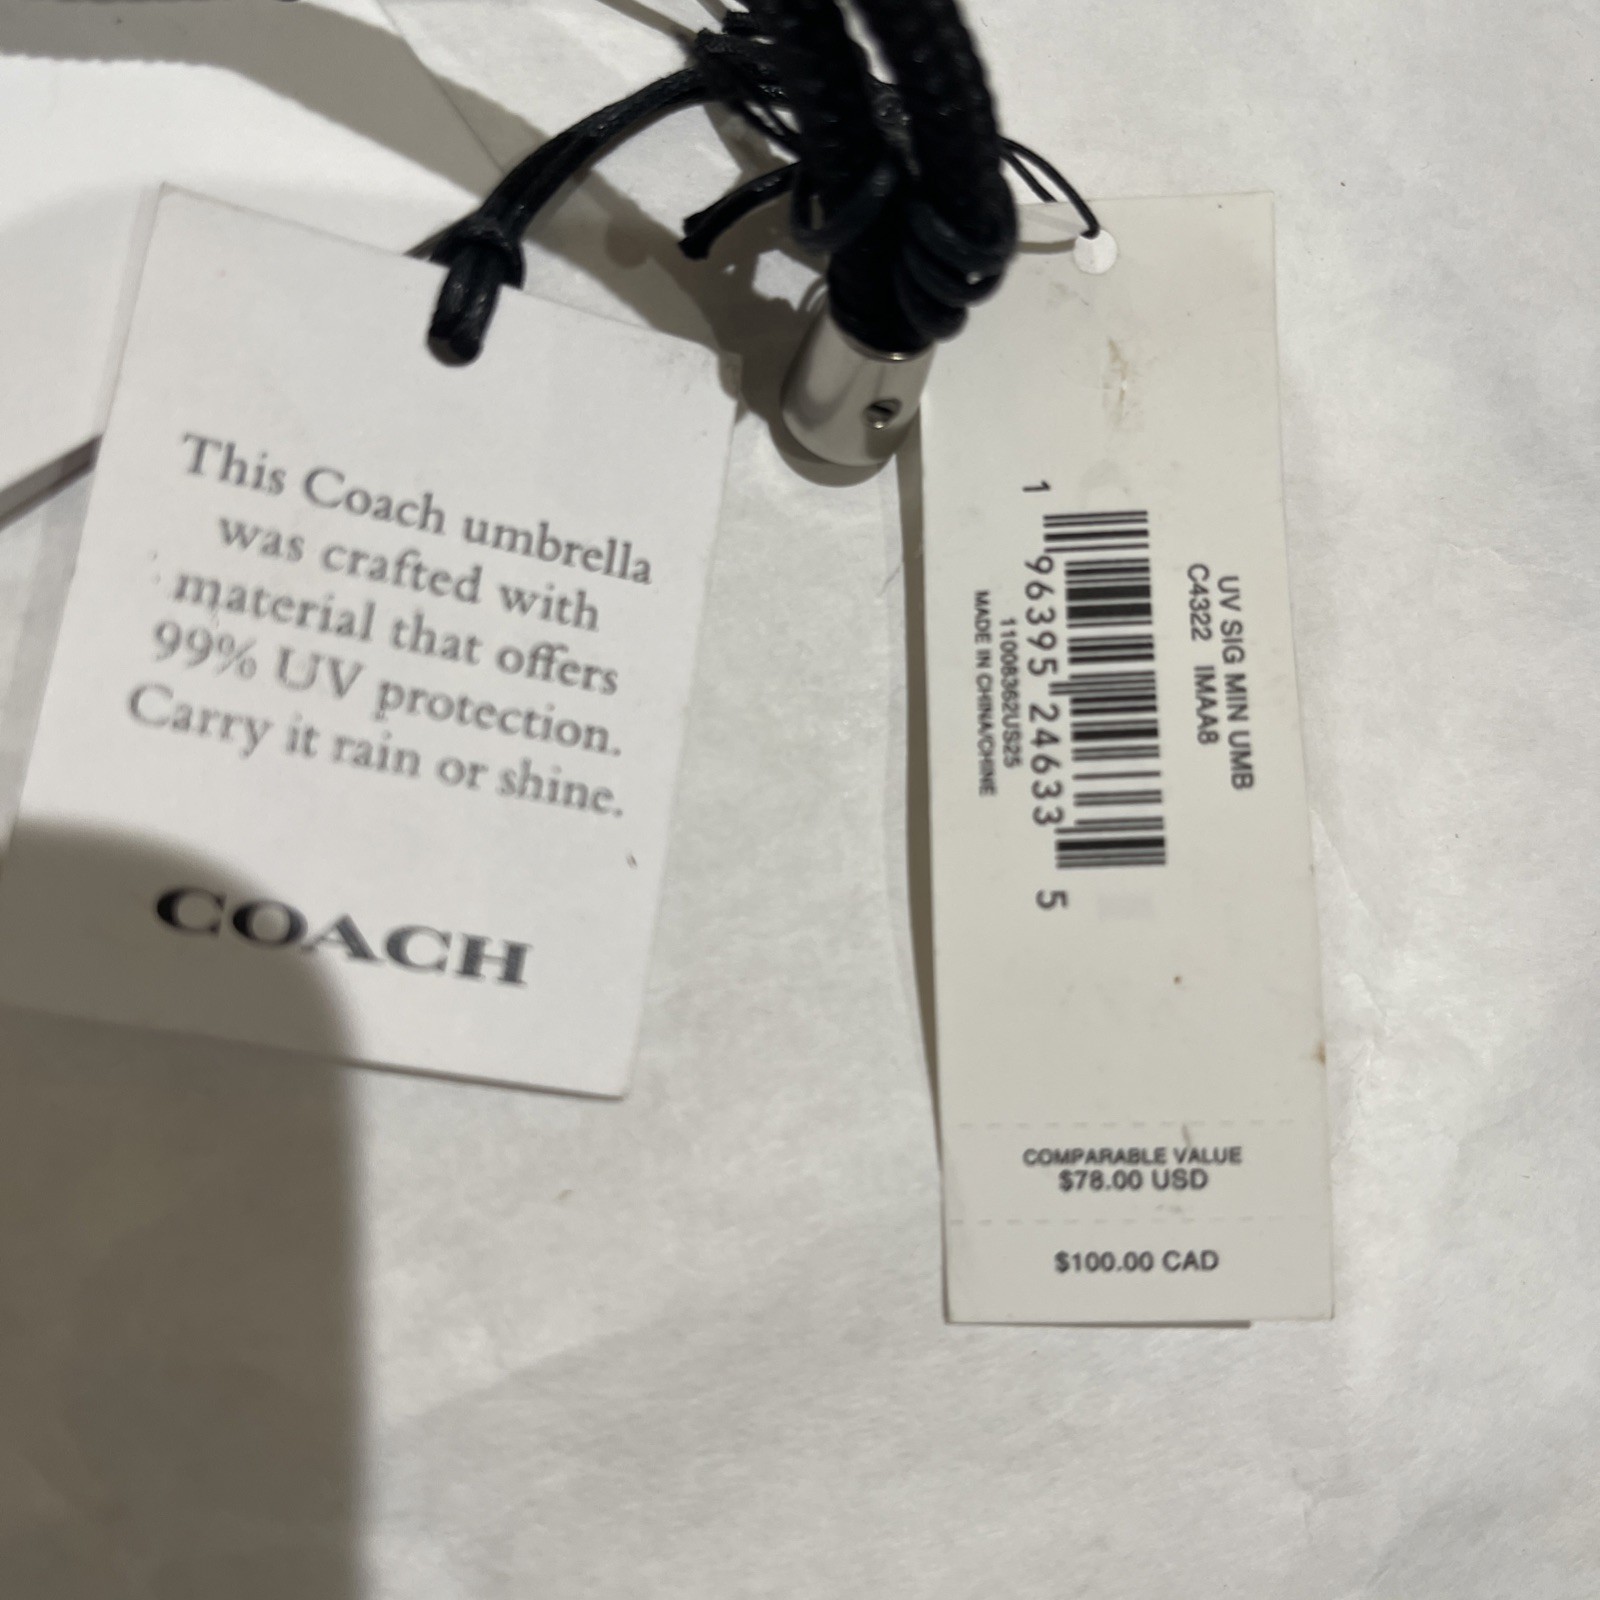 This Coach umbrella
was crafted with
material that offers
99% UV protection.
Carry it rain or shine.
COACH
UV SIG MIN UMB
C4322 IMAA8
1 96395 24633 5
11008362US25
MADE IN CHINA/CHINE
COMPARABLE VALUE
$78.00 USD
$100.00 CAD